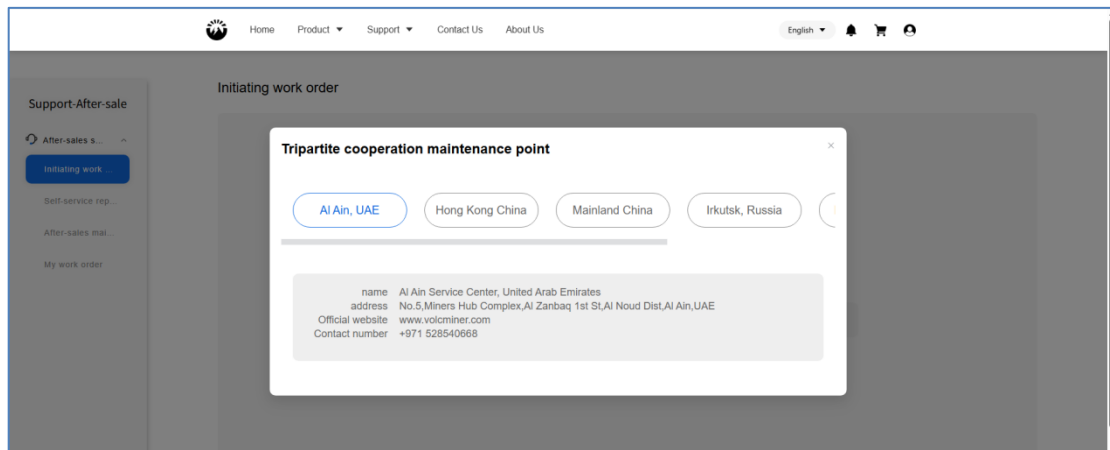 Home Product Support Contact Us About Us English
Support-After-sale
After-sales s...
Initiating work ...
Self-service rep...
After-sales mai...
My work order
Initiating work order
Tripartite cooperation maintenance point
Al Ain, UAE Hong Kong China Mainland China Irkutsk, Russia
name Al Ain Service Center, United Arab Emirates
address No.5,Miners Hub Complex,Al Zanbaq 1st St,Al Noud Dist,Al Ain,UAE
Official website www.volcminer.com
Contact number +971 528540668